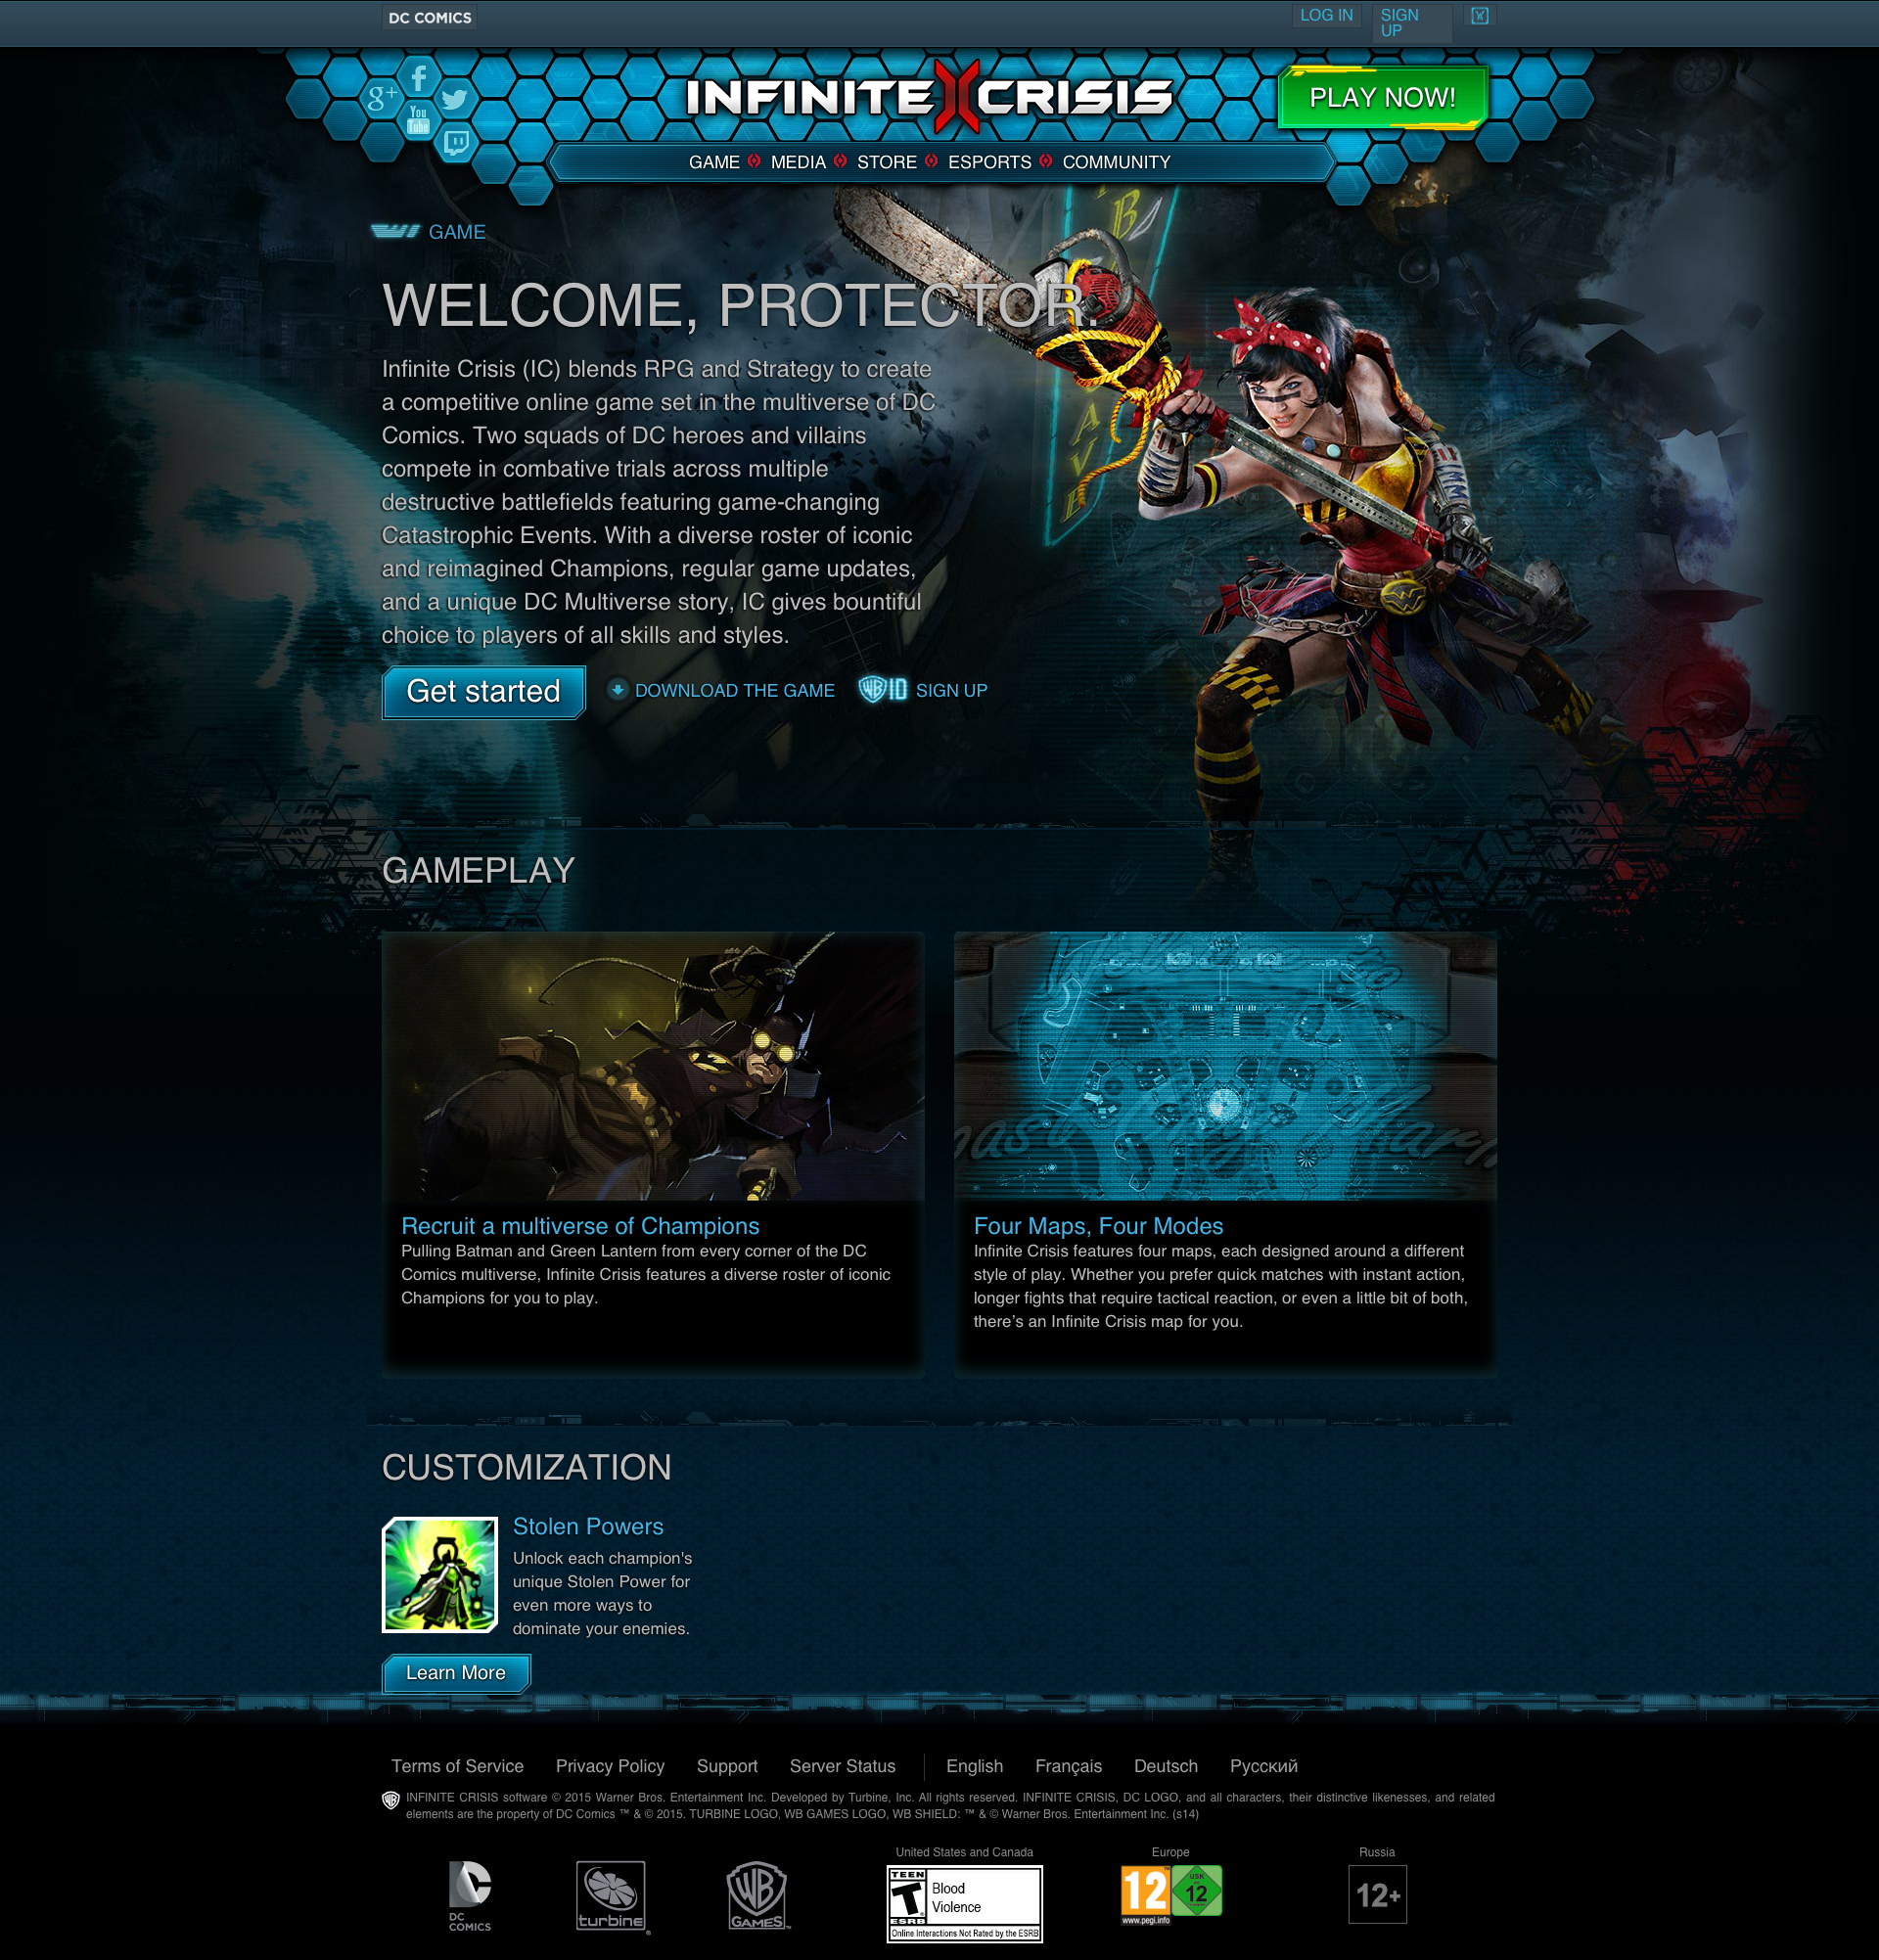 DC COMICS
LOG IN
SIGN
UP
g+
f
You
Tube
INFINITE CRISIS
PLAY NOW!
GAME MEDIA STORE ESPORTS COMMUNITY
GAME
WELCOME, PROTECTOR.
Infinite Crisis (IC) blends RPG and Strategy to create
a competitive online game set in the multiverse of DC
Comics. Two squads of DC heroes and villains
compete in combative trials across multiple
destructive battlefields featuring game-changing
Catastrophic Events. With a diverse roster of iconic
and reimagined Champions, regular game updates,
and a unique DC Multiverse story, IC gives bountiful
choice to players of all skills and styles.
Get started
DOWNLOAD THE GAME
WB ID SIGN UP
GAMEPLAY
Recruit a multiverse of Champions
Pulling Batman and Green Lantern from every corner of the DC
Comics multiverse, Infinite Crisis features a diverse roster of iconic
Champions for you to play.
Four Maps, Four Modes
Infinite Crisis features four maps, each designed around a different
style of play. Whether you prefer quick matches with instant action,
longer fights that require tactical reaction, or even a little bit of both,
there’s an Infinite Crisis map for you.
CUSTOMIZATION
Stolen Powers
Unlock each champion's
unique Stolen Power for
even more ways to
dominate your enemies.
Learn More
Terms of Service Privacy Policy Support Server Status English Français Deutsch Русский
INFINITE CRISIS software © 2015 Warner Bros. Entertainment Inc. Developed by Turbine, Inc. All rights reserved. INFINITE CRISIS, DC LOGO, and all characters, their distinctive likenesses, and related
elements are the property of DC Comics ™ & © 2015. TURBINE LOGO, WB GAMES LOGO, WB SHIELD: ™ & © Warner Bros. Entertainment Inc. (s14)
United States and Canada
Europe
Russia
DC
COMICS
turbine
WB
GAMES
TEEN
T
ESRB
Blood
Violence
Online Interactions Not Rated by the ESRB
12
www.pegi.info
USK
12
12+